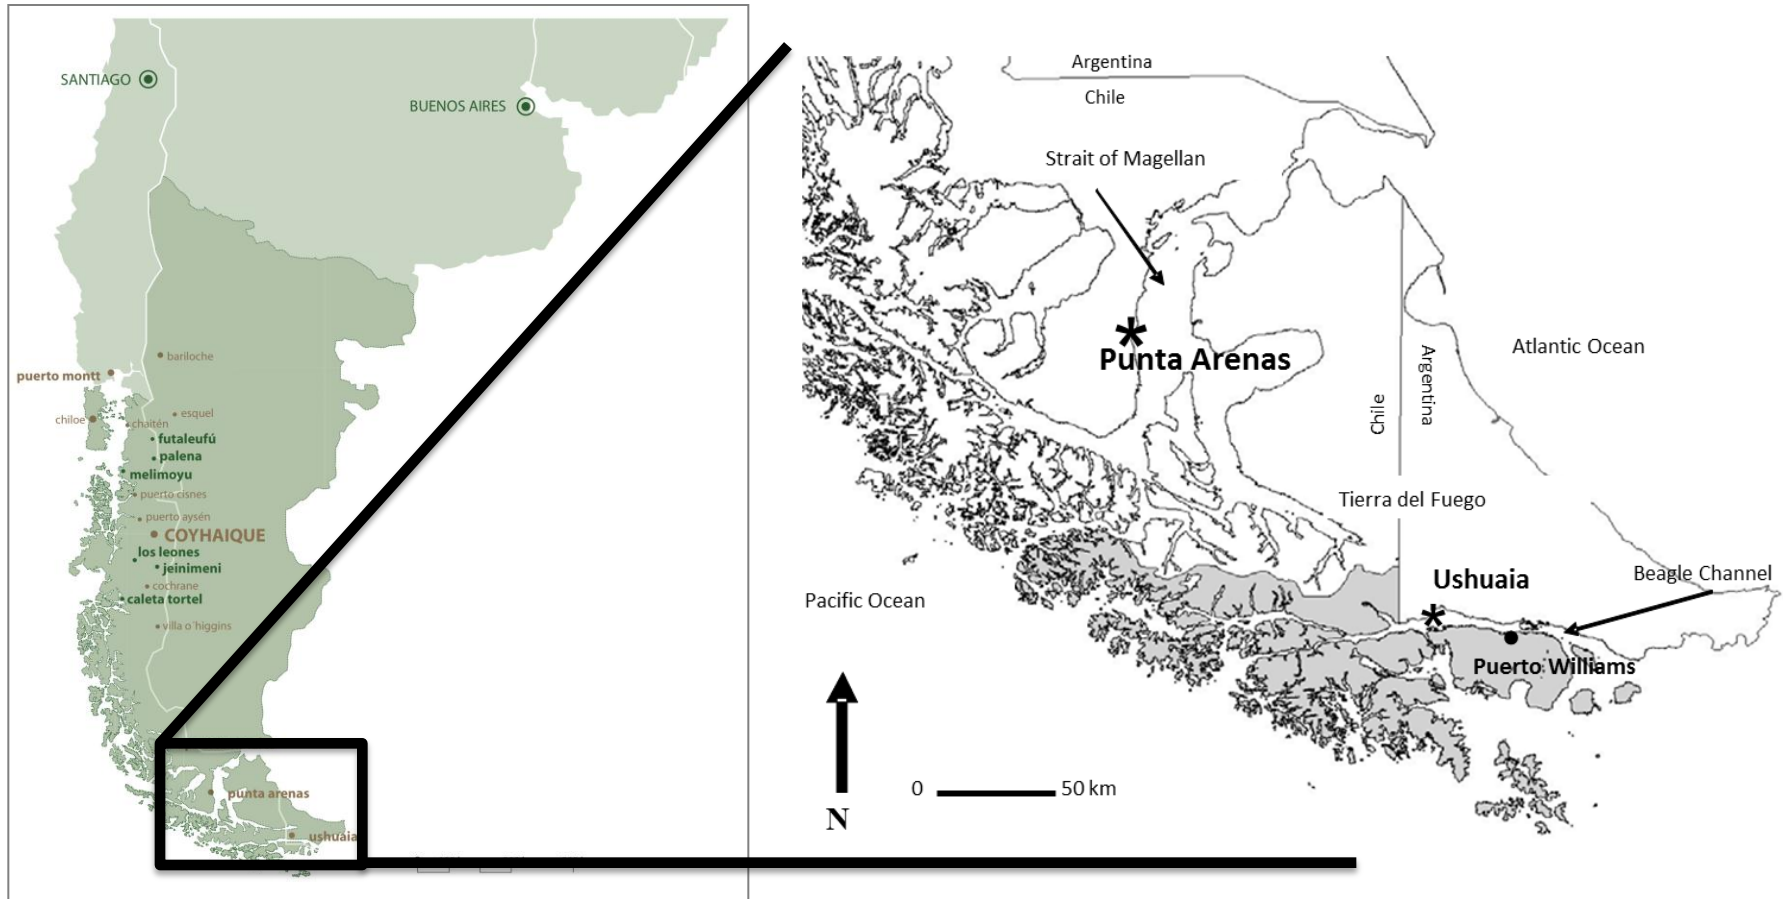 SANTIAGO
BUENOS AIRES
bariloche
puerto montt
esquel
chiloe
chaitén
futaleufú
palena
melimoyu
puerto cisnes
puerto aysén
COYHAIQUE
los leones
jeinimeni
cochrane
caleta tortel
villa o´higgins
punta arenas
ushuaia
Argentina
Chile
Strait of Magellan
Punta Arenas
Atlantic Ocean
Chile
Argentina
Tierra del Fuego
Ushuaia
Beagle Channel
Pacific Ocean
Puerto Williams
0 50 km
N